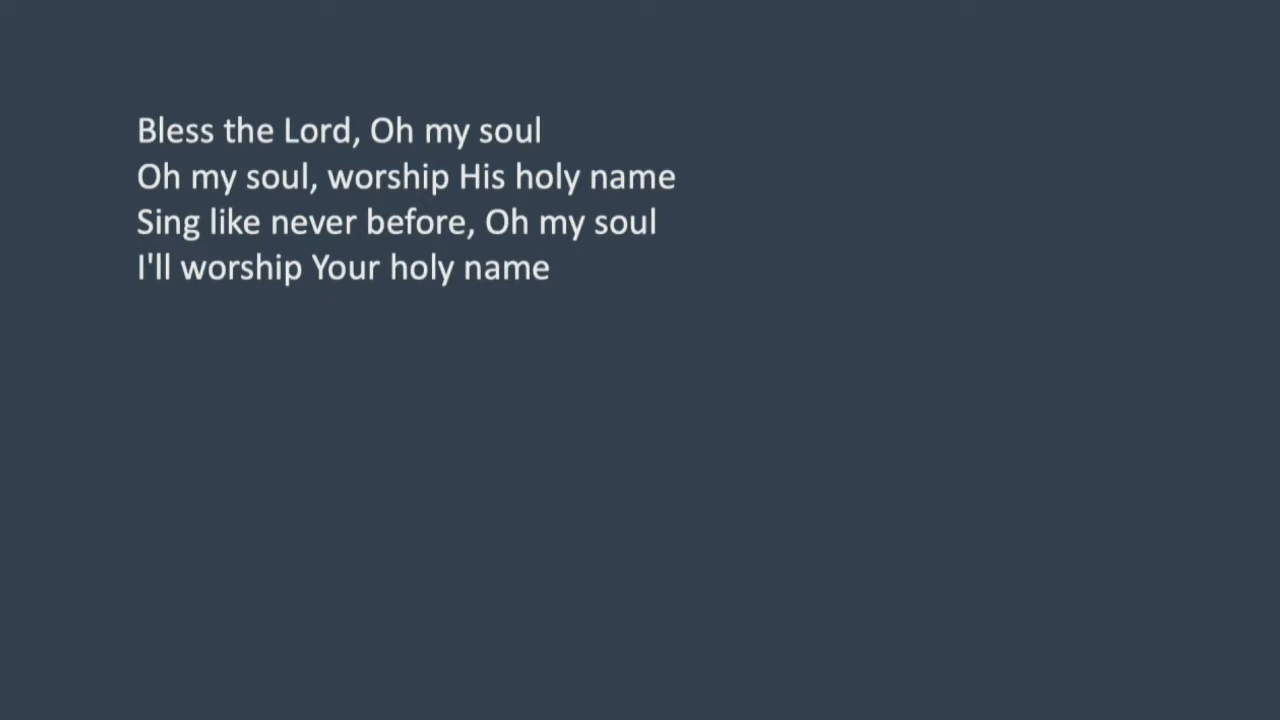 Bless the Lord, Oh my soul
Oh my soul, worship His holy name
Sing like never before, Oh my soul
I'll worship Your holy name